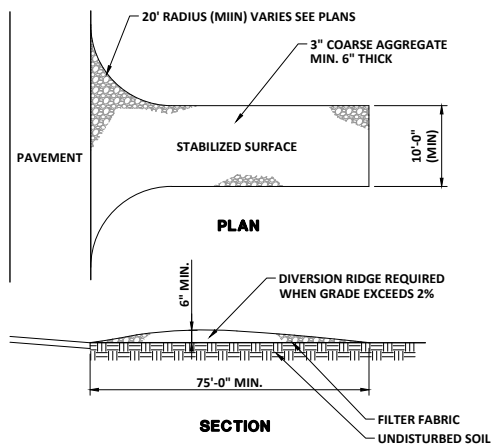 20' RADIUS (MIIN) VARIES SEE PLANS
3" COARSE AGGREGATE
MIN. 6" THICK
PAVEMENT
STABILIZED SURFACE
10'-0"
(MIN)
PLAN
6" MIN.
DIVERSION RIDGE REQUIRED
WHEN GRADE EXCEEDS 2%
75'-0" MIN.
FILTER FABRIC
SECTION
UNDISTURBED SOIL